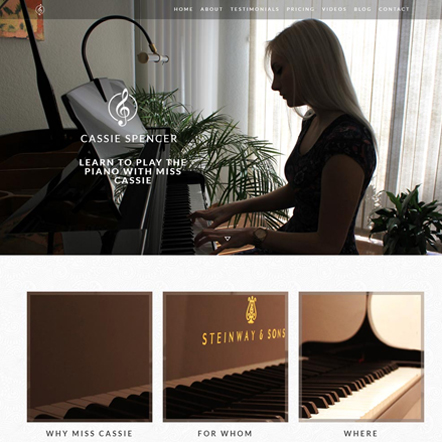 HOME ABOUT TESTIMONIALS PRICING VIDEOS BLOG CONTACT
CASSIE SPENCER
LEARN TO PLAY THE
PIANO WITH MISS
CASSIE
STEINWAY & SONS
WHY MISS CASSIE
FOR WHOM
WHERE